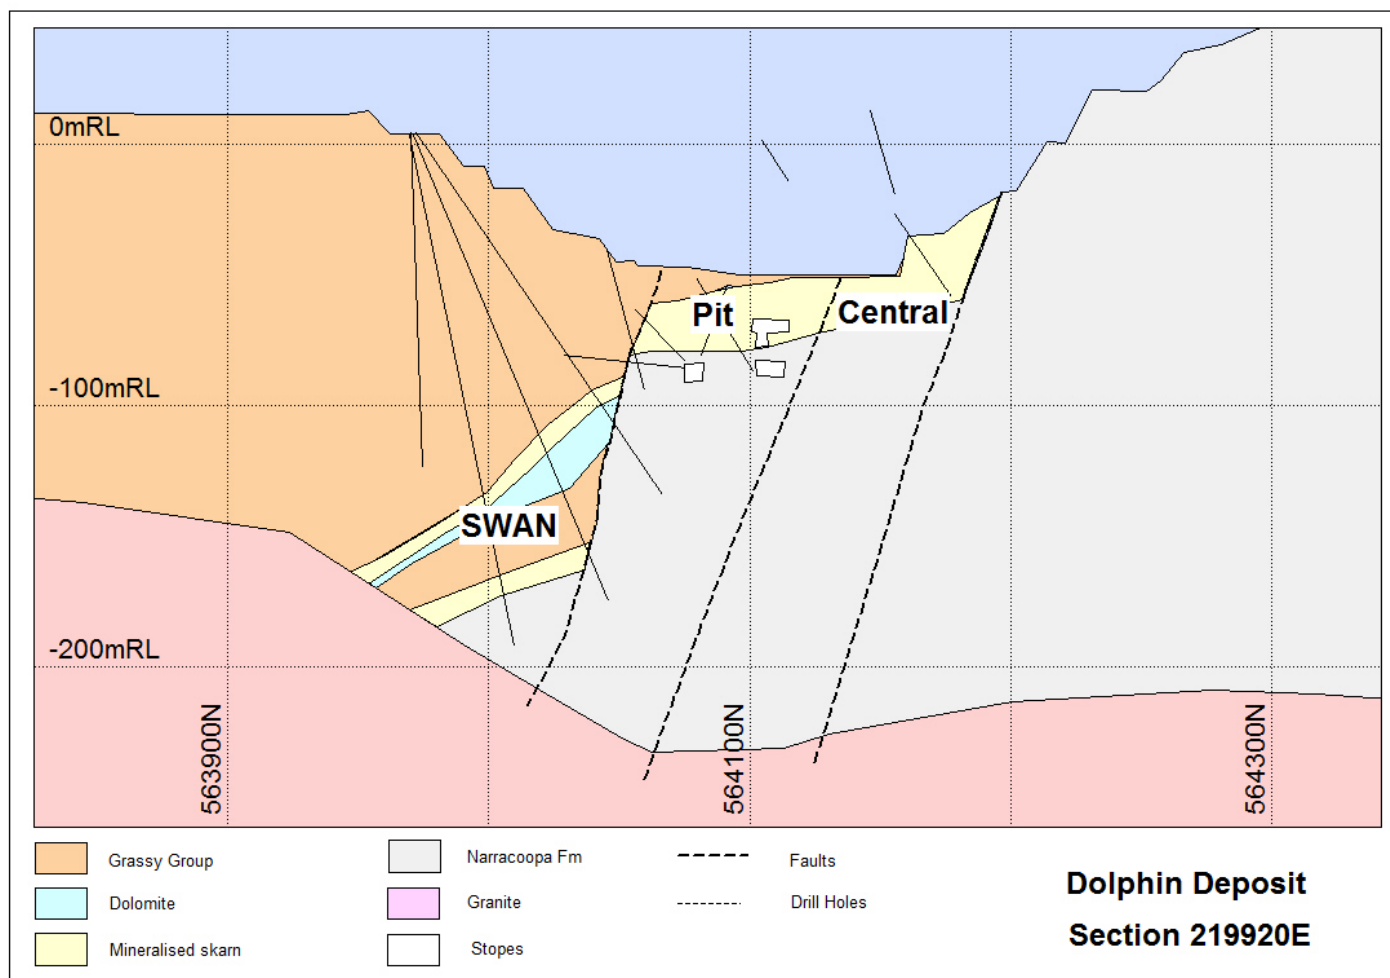 0mRL
Pit
Central
-100mRL
SWAN
-200mRL
563900N
564100N
564300N
Grassy Group
Narracoopa Fm
Faults
Dolomite
Granite
Drill Holes
Mineralised skarn
Stopes
Dolphin Deposit
Section 219920E